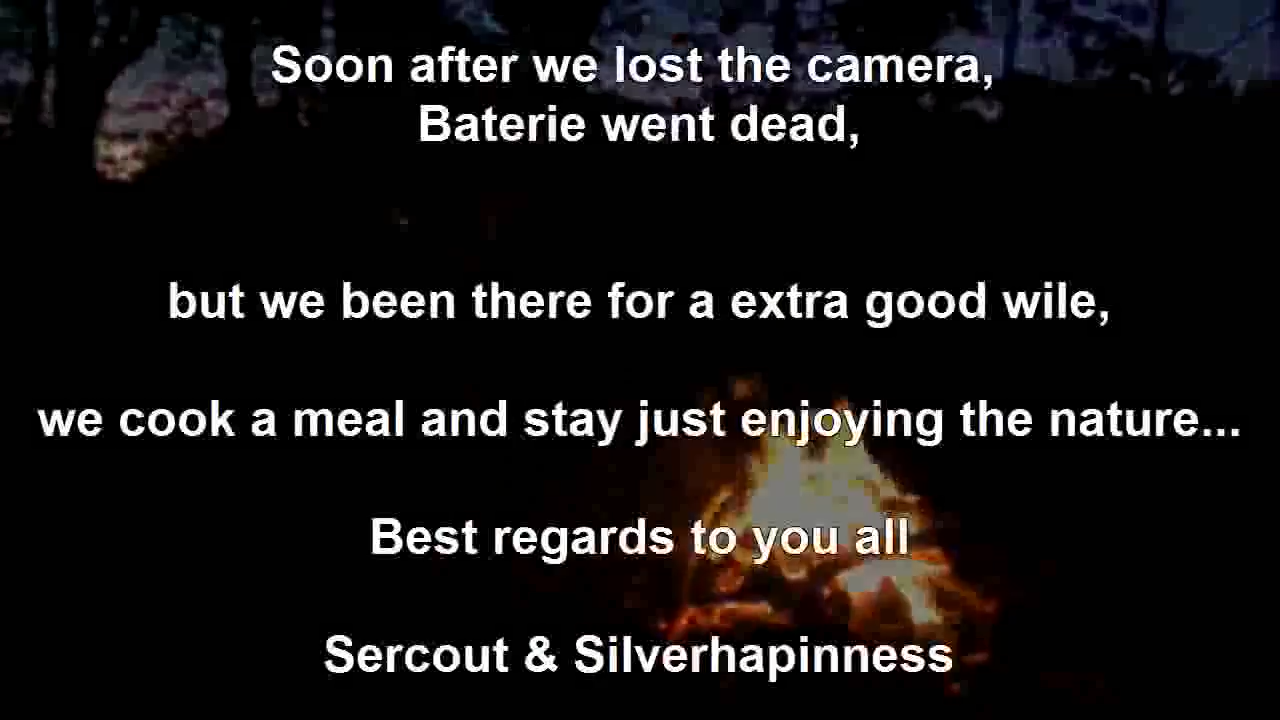 Soon after we lost the camera,
Baterie went dead,
but we been there for a extra good wile,
we cook a meal and stay just enjoying the nature...
Best regards to you all
Sercout & Silverhapinness